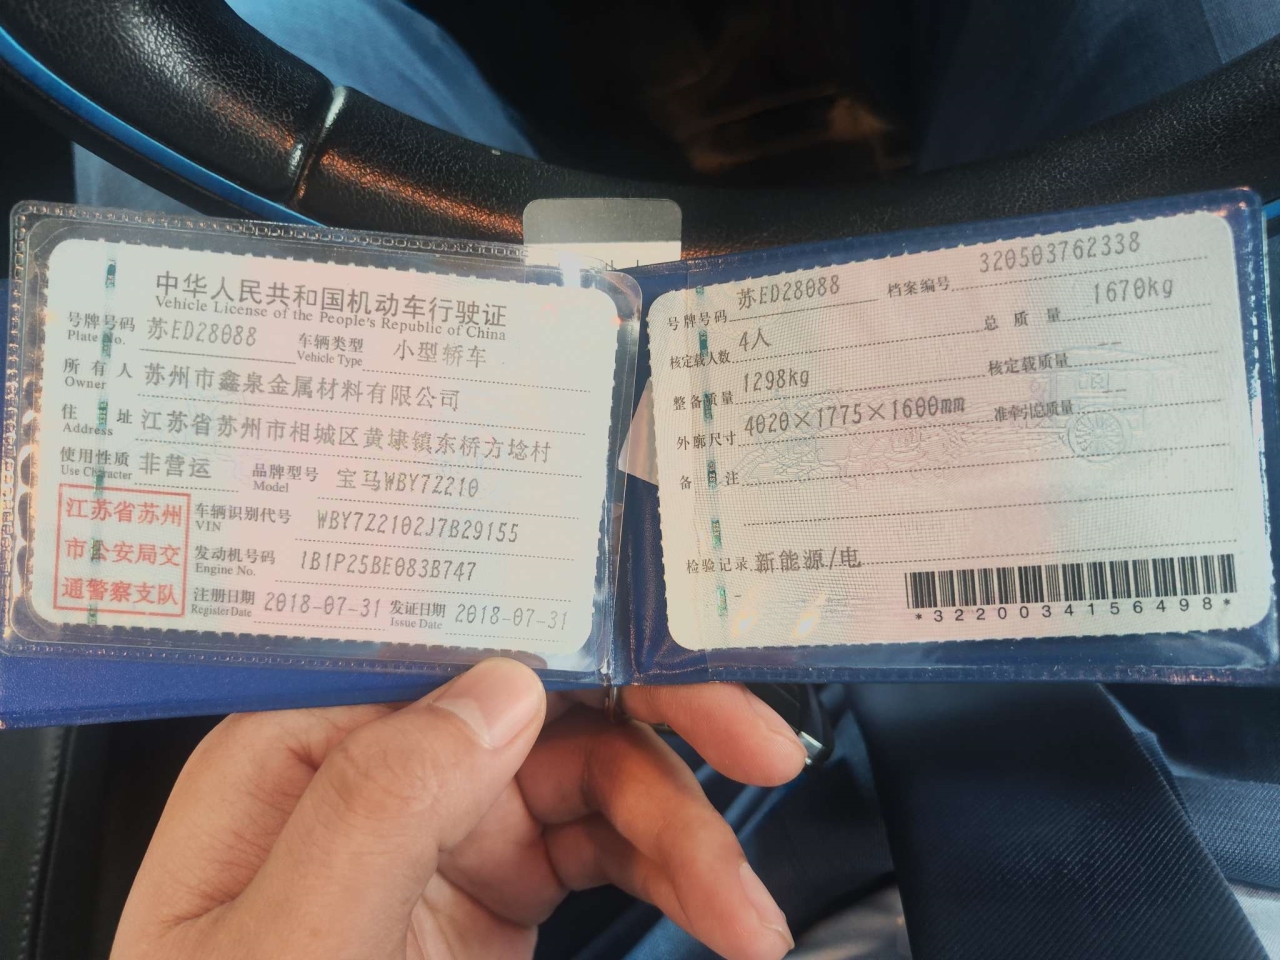 中华人民共和国机动车行驶证
Vehicle License of the People's Republic of China
号牌号码 苏ED28088 车辆类型 小型轿车
Plate No. Vehicle Type
所有人 苏州市鑫泉金属材料有限公司
Owner
住址 江苏省苏州市相城区黄埭镇东桥方埝村
Address
使用性质 非营运 品牌型号 宝马WBY7Z210
Use Character Model
江苏省苏州
市公安局交
通警察支队
车辆识别代号 WBY7Z2102J7B29155
VIN
发动机号码 1B1P25BE083B747
Engine No.
注册日期 2018-07-31 发证日期 2018-07-31
Register Date Issue Date
号牌号码 苏ED28088 档案编号 320503762338
核定载人数 4人 总质量 1670kg
整备质量 1298kg 核定载质量
外廓尺寸 4020×1775×1600mm 准牵引总质量
备注
检验记录 新能源/电
*3220034156498*